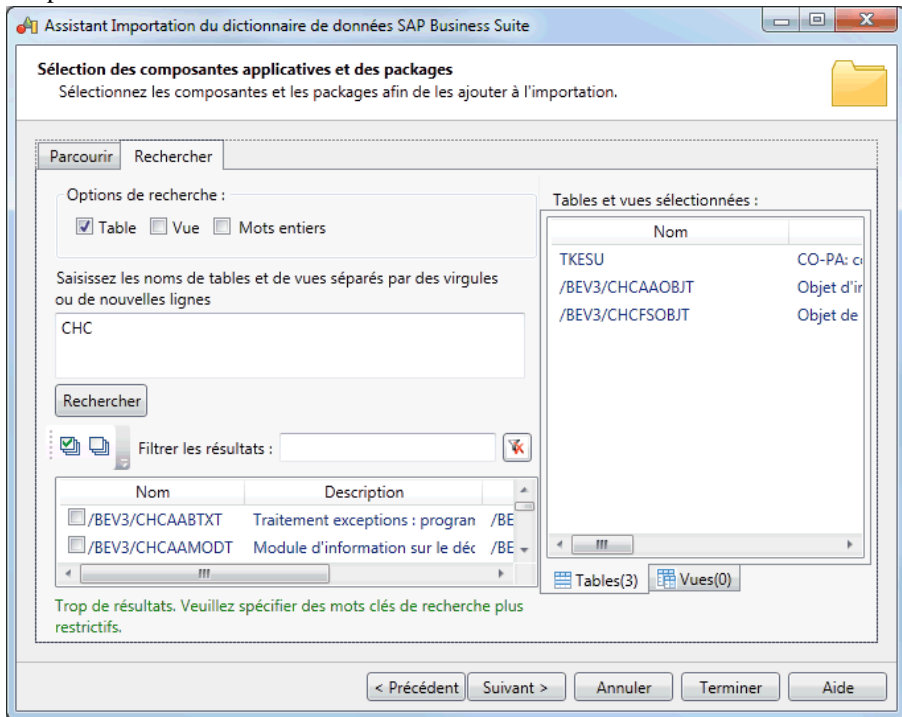 Assistant Importation du dictionnaire de données SAP Business Suite
Sélection des composantes applicatives et des packages
Sélectionnez les composantes et les packages afin de les ajouter à l'importation.
Parcourir Rechercher
Options de recherche :
Table Vue Mots entiers
Saisissez les noms de tables et de vues séparés par des virgules
ou de nouvelles lignes
CHC
Rechercher
Filtrer les résultats :
Nom Description
/BEV3/CHCAABTXT Traitement exceptions : progran /BE
/BEV3/CHCAAMODT Module d'information sur le déc /BE
Trop de résultats. Veuillez spécifier des mots clés de recherche plus
restrictifs.
Tables et vues sélectionnées :
Nom
TKESU CO-PA: c
/BEV3/CHCAAOBJT Objet d'ir
/BEV3/CHCFSOBJT Objet de
Tables(3) Vues(0)
< Précédent Suivant > Annuler Terminer Aide